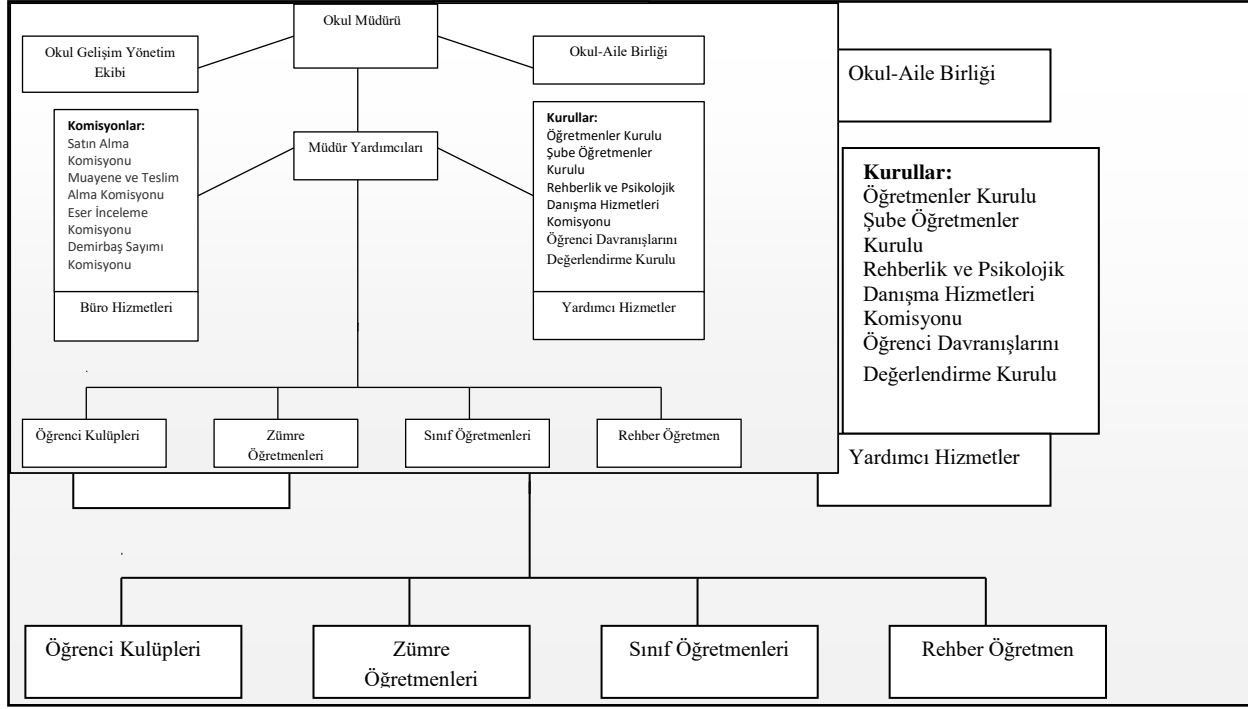 Okul Müdürü
Okul Gelişim Yönetim
Ekibi
Okul-Aile Birliği
Komisyonlar:
Satın Alma
Komisyonu
Muayene ve Teslim
Alma Komisyonu
Eser İnceleme
Komisyonu
Demirbaş Sayımı
Komisyonu
Müdür Yardımcıları
Kurullar:
Öğretmenler Kurulu
Şube Öğretmenler
Kurulu
Rehberlik ve Psikolojik
Danışma Hizmetleri
Komisyonu
Öğrenci Davranışlarını
Değerlendirme Kurulu
Büro Hizmetleri
Yardımcı Hizmetler
Öğrenci Kulüpleri
Zümre
Öğretmenleri
Sınıf Öğretmenleri
Rehber Öğretmen
Okul-Aile Birliği
Kurullar:
Öğretmenler Kurulu
Şube Öğretmenler
Kurulu
Rehberlik ve Psikolojik
Danışma Hizmetleri
Komisyonu
Öğrenci Davranışlarını
Değerlendirme Kurulu
Yardımcı Hizmetler
Öğrenci Kulüpleri
Zümre
Öğretmenleri
Sınıf Öğretmenleri
Rehber Öğretmen